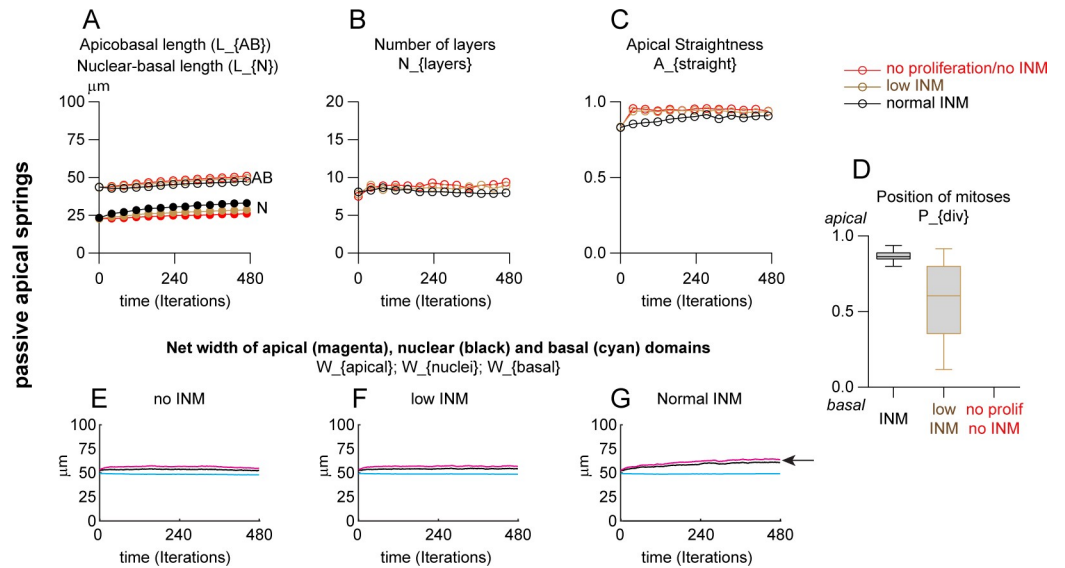 A
Apicobasal length (L_{AB})
Nuclear-basal length (L_{N})
μm
100
75
50
25
0
AB
N
0 240 480
time (Iterations)
B
Number of layers
N_{layers}
20
15
10
5
0
0 240 480
time (Iterations)
C
Apical Straightness
A_{straight}
1.0
0.5
0.0
0 240 480
time (Iterations)
no proliferation/no INM
low INM
normal INM
D
Position of mitoses
P_{div}
apical
1.0
0.5
0.0
basal
INM
low
INM
no prolif
no INM
passive apical springs
Net width of apical (magenta), nuclear (black) and basal (cyan) domains
W_{apical}; W_{nuclei}; W_{basal}
E
no INM
μm
100
75
50
25
0
0 240 480
time (Iterations)
F
low INM
μm
100
75
50
25
0
0 240 480
time (Iterations)
G
Normal INM
μm
100
75
50
25
0
0 240 480
time (Iterations)